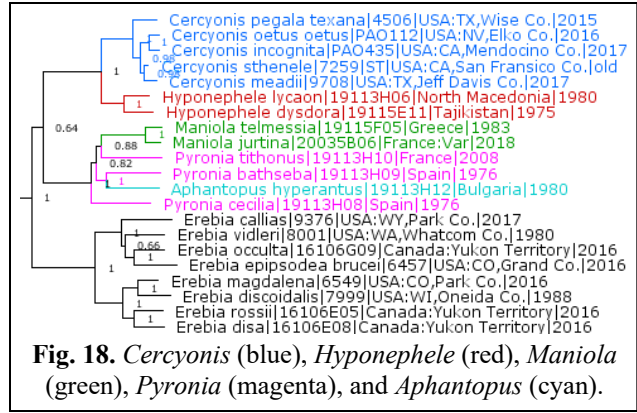 Cercyonis pegala texana|4506|USA:TX,Wise Co.|2015
Cercyonis oetus oetus|PAO112|USA:NV,Elko Co.|2016
1
Cercyonis incognita|PAO435|USA:CA,Mendocino Co.|2017
0.98
Cercyonis sthenele|7259|ST|USA:CA,San Fransico Co.|old
1
Cercyonis meadii|9708|USA:TX,Jeff Davis Co.|2017
Hyponephele lycaon|19113H06|North Macedonia|1980
1
Hyponephele dysdora|19115E11|Tajikistan|1975
0.64
Maniola telmessia|19115F05|Greece|1983
1
0.88
Maniola jurtina|20035B06|France:Var|2018
Pyronia tithonus|19113H10|France|2008
0.82
Pyronia bathseba|19113H09|Spain|1976
1
1
Aphantopus hyperantus|19113H12|Bulgaria|1980
Pyronia cecilia|19113H08|Spain|1976
Erebia callias|9376|USA:WY,Park Co.|2017
Erebia vidleri|8001|USA:WA,Whatcom Co.|1980
0.66
Erebia occulta|16106G09|Canada:Yukon Territory|2016
1
Erebia epipsodea brucei|6457|USA:CO,Grand Co.|2016
1
Erebia magdalena|6549|USA:CO,Park Co.|2016
Erebia discoidalis|7999|USA:WI,Oneida Co.|1988
1
Erebia rossii|16106E05|Canada:Yukon Territory|2016
1
Erebia disa|16106E08|Canada:Yukon Territory|2016
Fig. 18. Cercyonis (blue), Hyponephele (red), Maniola
(green), Pyronia (magenta), and Aphantopus (cyan).